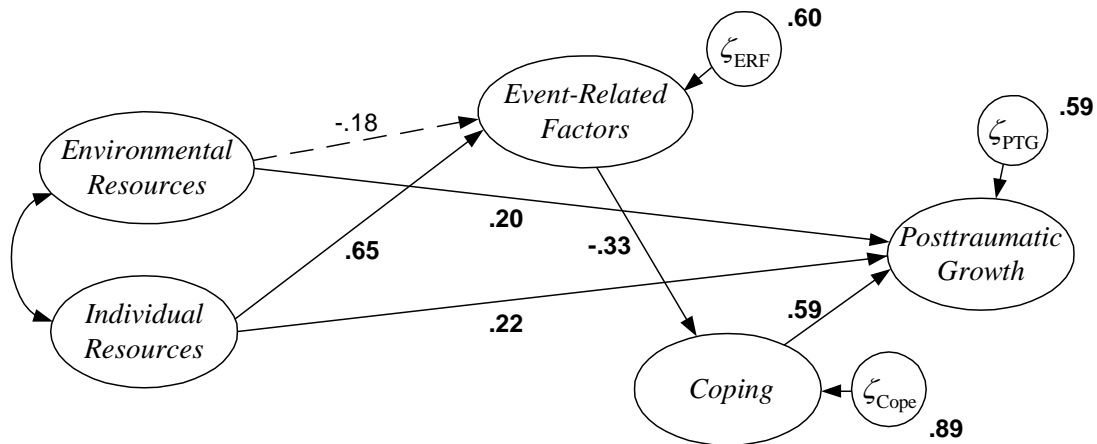 .60
ζERF
Event-Related
Factors
.59
ζPTG
-.18
Environmental
Resources
.20
-.33
Posttraumatic
Growth
.65
Individual
Resources
.22
.59
Coping
ζCope
.89